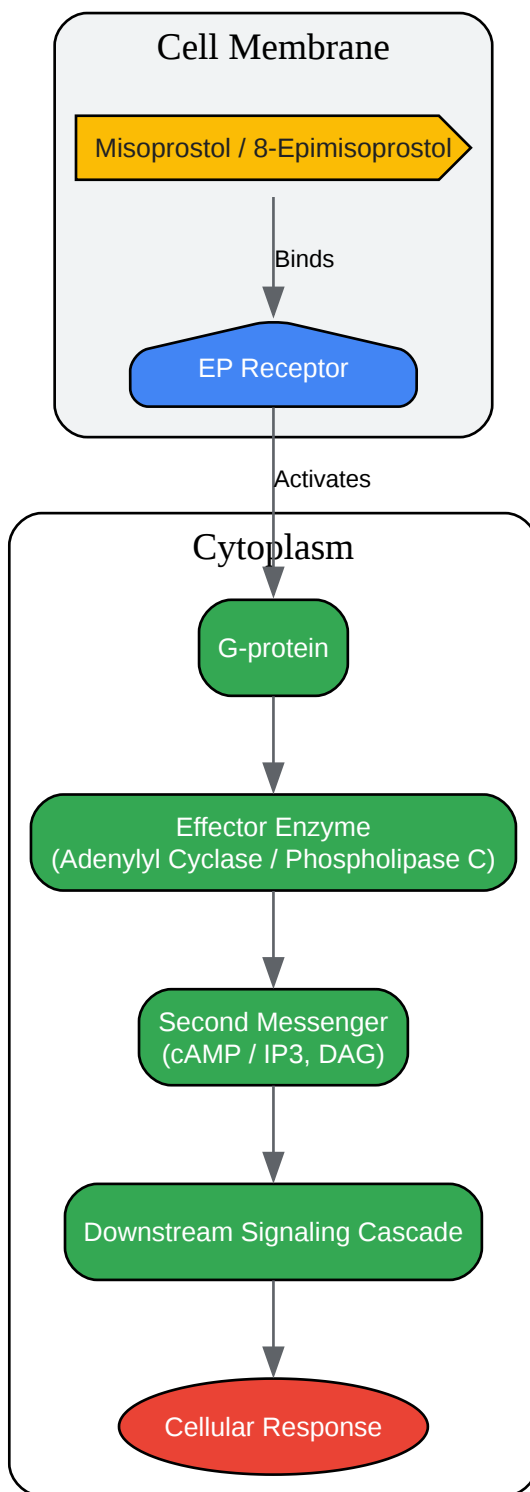 Cell Membrane
Misoprostol / 8-Epimisoprostol
Binds
EP Receptor
Activates
Cytoplasm
G-protein
Effector Enzyme
(Adenylyl Cyclase / Phospholipase C)
Second Messenger
(cAMP / IP3, DAG)
Downstream Signaling Cascade
Cellular Response